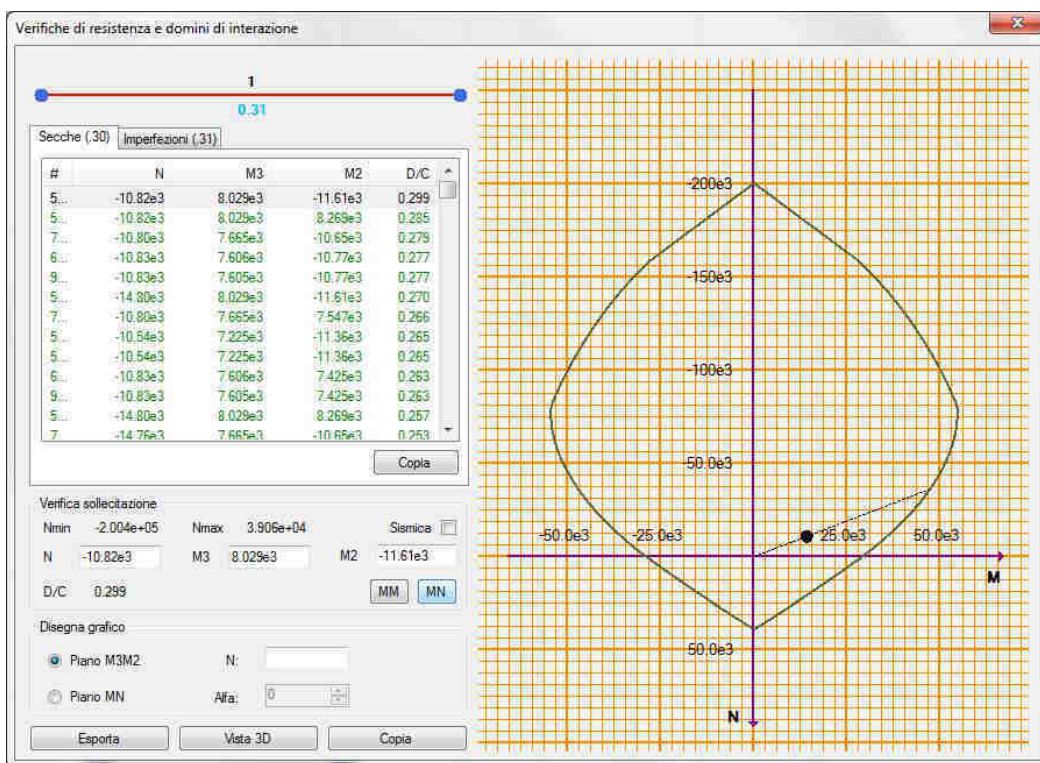 Verifiche di resistenza e domini di interazione
1
0.31
Secche (.30) Imperfezioni (.31)
# N M3 M2 D/C
5... -10.82e3 8.029e3 -11.61e3 0.299
5... -10.82e3 8.029e3 8.269e3 0.285
7... -10.80e3 7.665e3 -10.65e3 0.279
6... -10.83e3 7.606e3 -10.77e3 0.277
9... -10.83e3 7.605e3 -10.77e3 0.277
5... -14.80e3 8.029e3 -11.61e3 0.270
7... -10.80e3 7.665e3 7.547e3 0.266
5... -10.54e3 7.225e3 -11.36e3 0.265
5... -10.54e3 7.225e3 -11.36e3 0.265
6... -10.83e3 7.606e3 7.425e3 0.263
9... -10.83e3 7.605e3 7.425e3 0.263
5... -14.80e3 8.029e3 8.269e3 0.257
7 -14.76e3 7.665e3 -10.65e3 0.253
Copia
Verifica sollecitazione
Nmin -2.004e+05 Nmax 3.906e+04 Sismica
N -10.82e3 M3 8.029e3 M2 -11.61e3
D/C 0.299 MM MN
Disegna grafico
Piano M3M2 N:
Piano MN Alfa: 0
Esporta Vista 3D Copia
-200e3
-150e3
-100e3
-50.0e3
-50.0e3 -25.0e3 25.0e3 50.0e3
M
50.0e3
N